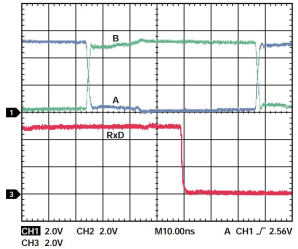 B
A
1
RxD
3
CH1 2.0V CH2 2.0V M10.00ns A CH1 2.56V
CH3 2.0V